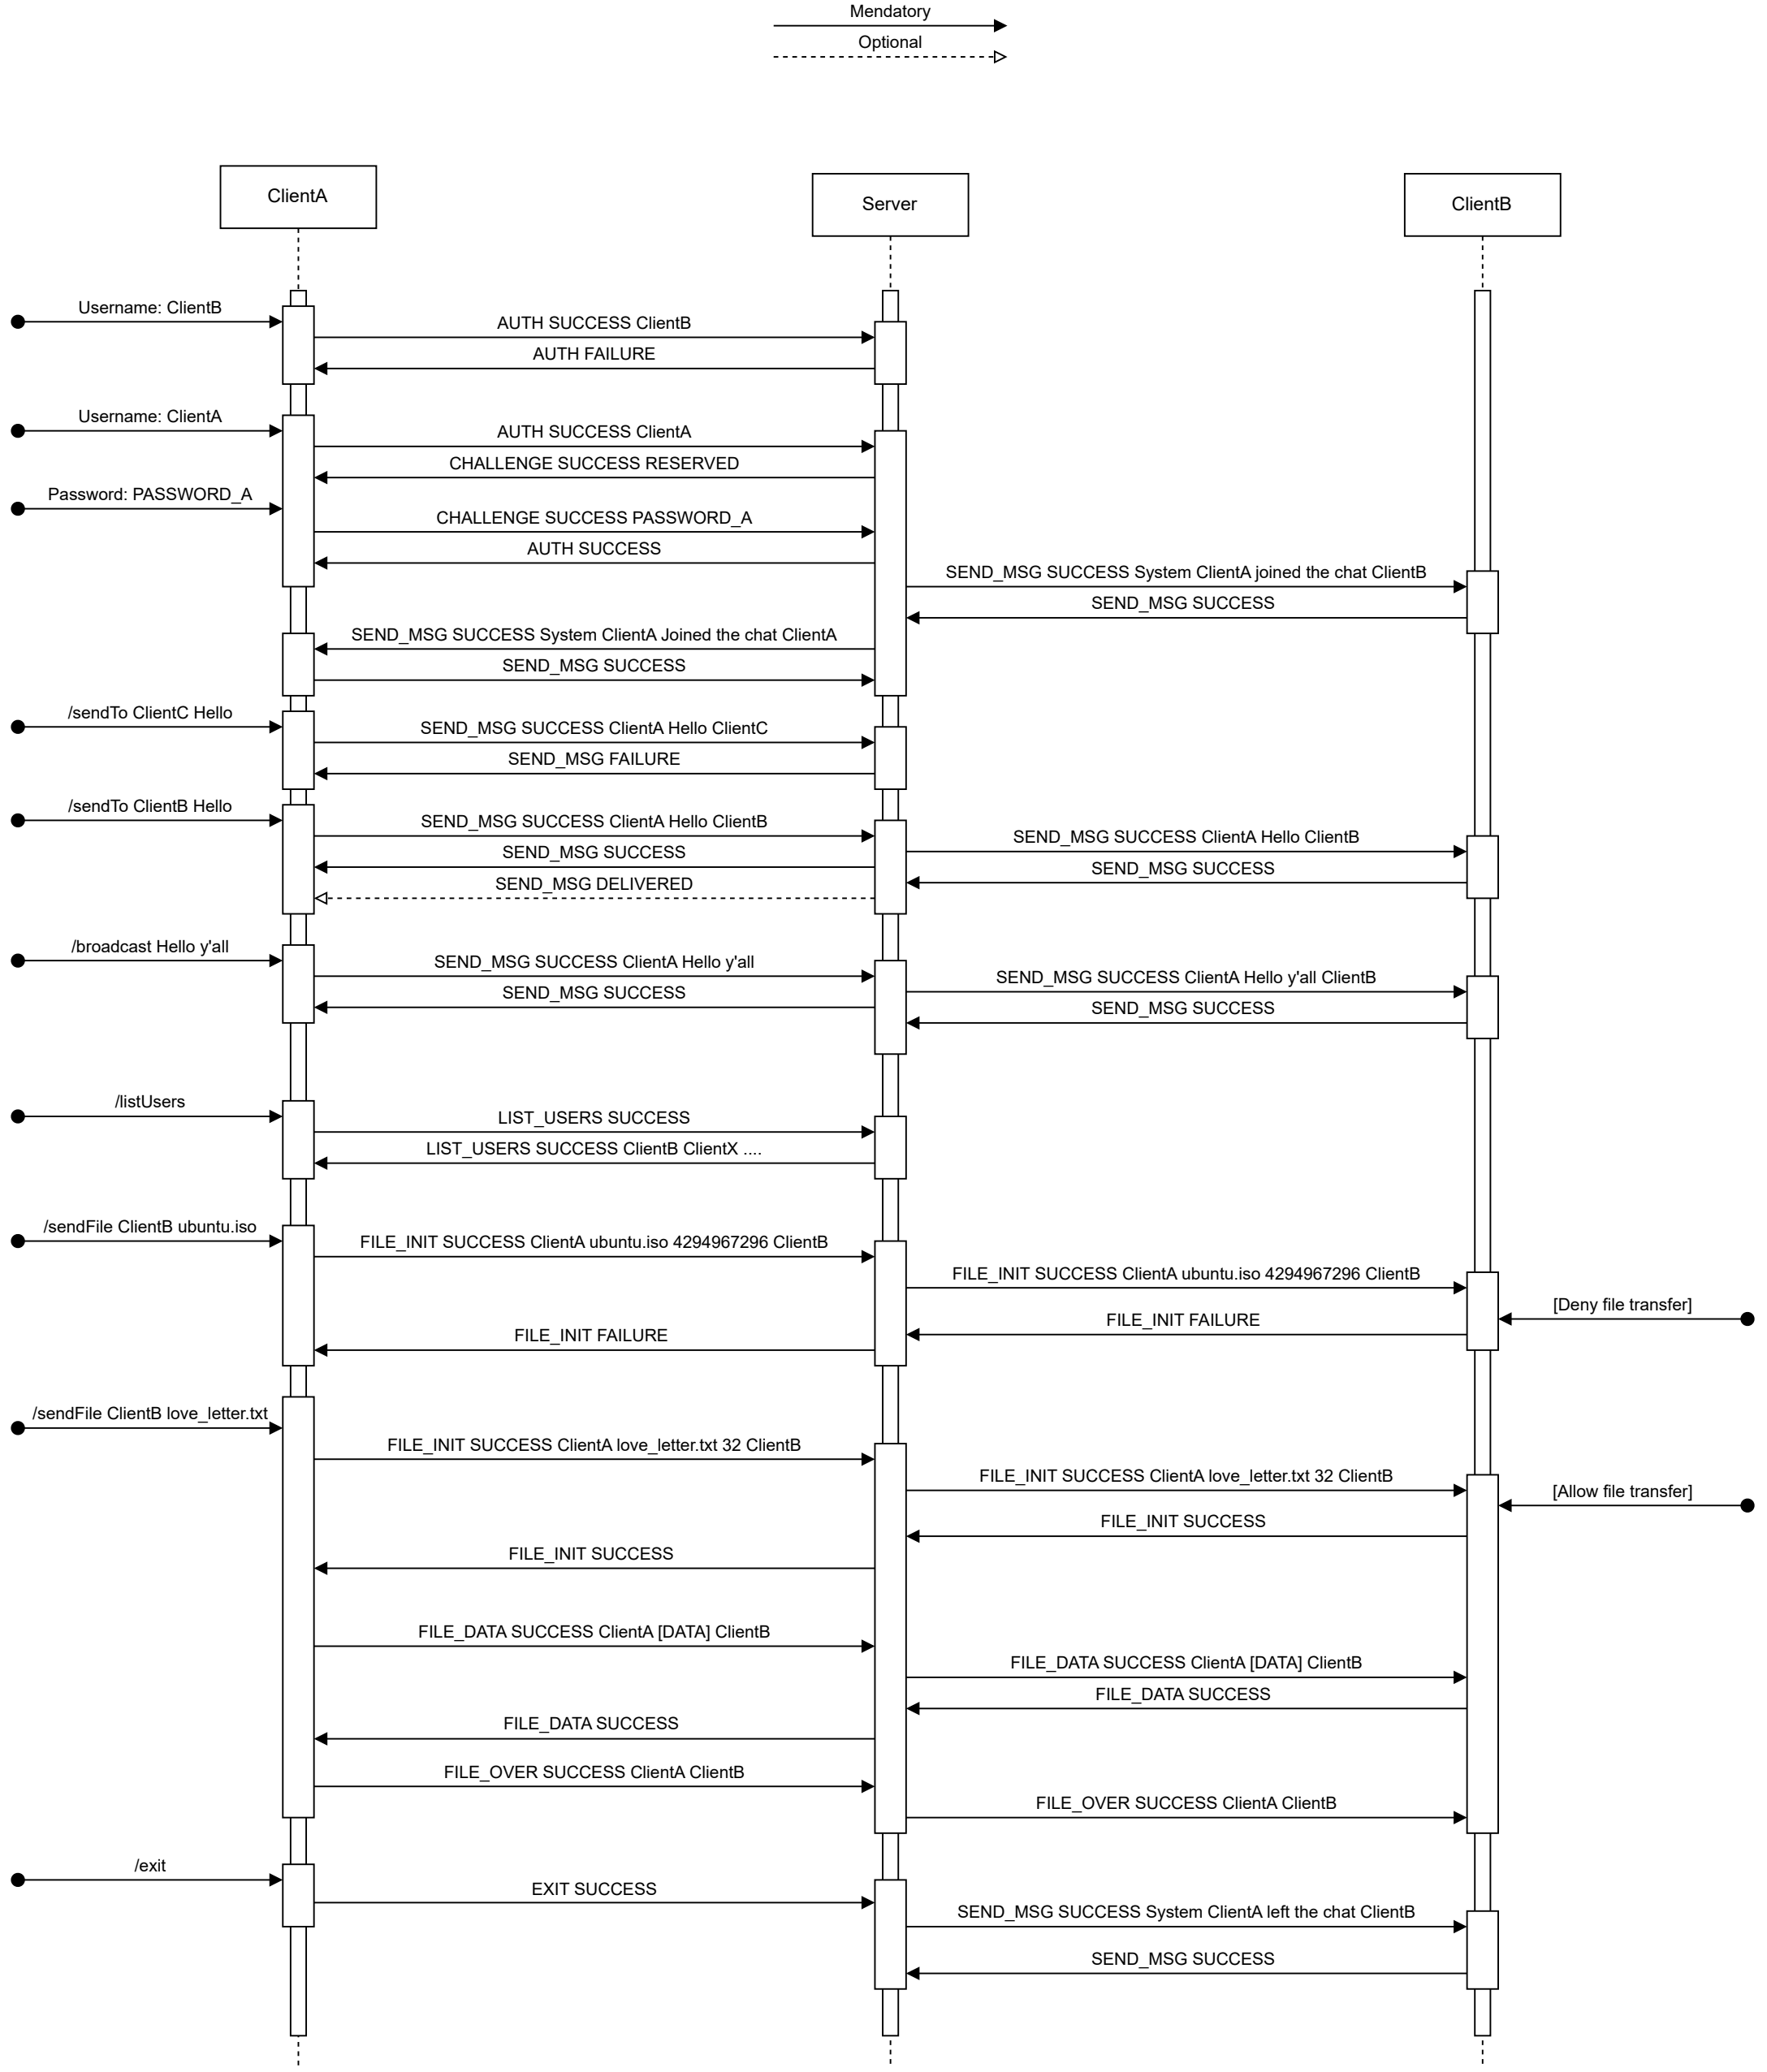 Mendatory
Optional
ClientA
Server
ClientB
Username: ClientB
AUTH SUCCESS ClientB
AUTH FAILURE
Username: ClientA
AUTH SUCCESS ClientA
CHALLENGE SUCCESS RESERVED
Password: PASSWORD_A
CHALLENGE SUCCESS PASSWORD_A
AUTH SUCCESS
SEND_MSG SUCCESS System ClientA joined the chat ClientB
SEND_MSG SUCCESS
SEND_MSG SUCCESS System ClientA Joined the chat ClientA
SEND_MSG SUCCESS
/sendTo ClientC Hello
SEND_MSG SUCCESS ClientA Hello ClientC
SEND_MSG FAILURE
/sendTo ClientB Hello
SEND_MSG SUCCESS ClientA Hello ClientB
SEND_MSG SUCCESS ClientA Hello ClientB
SEND_MSG SUCCESS
SEND_MSG SUCCESS
SEND_MSG DELIVERED
/broadcast Hello y'all
SEND_MSG SUCCESS ClientA Hello y'all
SEND_MSG SUCCESS ClientA Hello y'all ClientB
SEND_MSG SUCCESS
SEND_MSG SUCCESS
/listUsers
LIST_USERS SUCCESS
LIST_USERS SUCCESS ClientB ClientX ....
/sendFile ClientB ubuntu.iso
FILE_INIT SUCCESS ClientA ubuntu.iso 4294967296 ClientB
FILE_INIT SUCCESS ClientA ubuntu.iso 4294967296 ClientB
[Deny file transfer]
FILE_INIT FAILURE
FILE_INIT FAILURE
/sendFile ClientB love_letter.txt
FILE_INIT SUCCESS ClientA love_letter.txt 32 ClientB
FILE_INIT SUCCESS ClientA love_letter.txt 32 ClientB
[Allow file transfer]
FILE_INIT SUCCESS
FILE_INIT SUCCESS
FILE_DATA SUCCESS ClientA [DATA] ClientB
FILE_DATA SUCCESS ClientA [DATA] ClientB
FILE_DATA SUCCESS
FILE_DATA SUCCESS
FILE_OVER SUCCESS ClientA ClientB
FILE_OVER SUCCESS ClientA ClientB
/exit
EXIT SUCCESS
SEND_MSG SUCCESS System ClientA left the chat ClientB
SEND_MSG SUCCESS